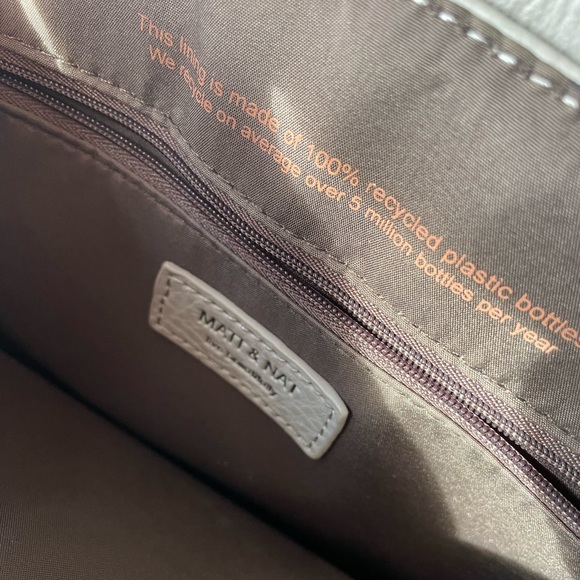 This lining is made of 100% recycled plastic bottles
We recycle on average over 5 million bottles per year
MATT & NAT